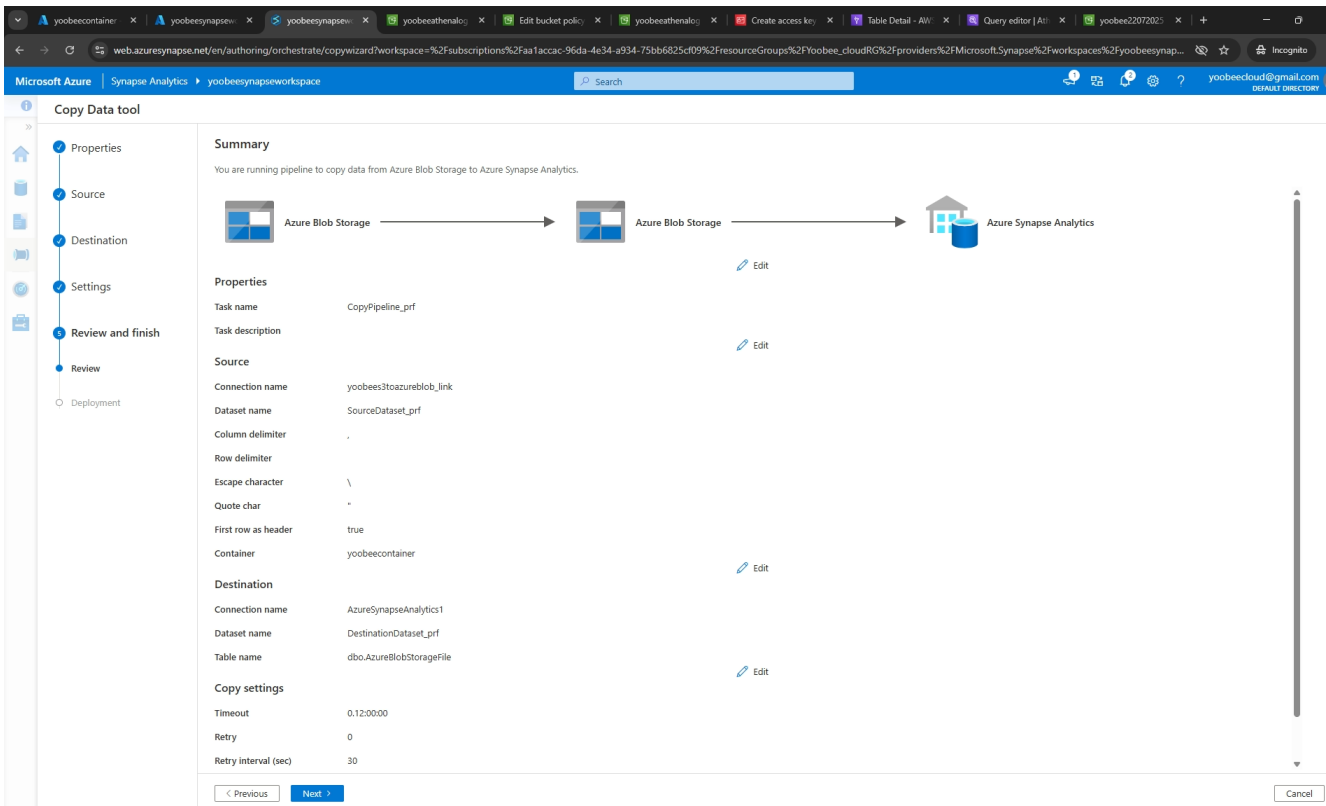 yoobeecontainer
yoobeesynapsew
yoobeesynapsew
yoobeeathenalog
Edit bucket policy
yoobeeathenalog
Create access key
Table Detail - AW
Query editor | Ath
yoobee22072025
web.azuresynapse.net/en/authoring/orchestrate/copywizard?workspace=%2Fsubscriptions%2Faa1accac-96da-4e34-a934-75bb6825cf09%2FresourceGroups%2FYoobee_cloudRG%2Fproviders%2FMicrosoft.Synapse%2Fworkspaces%2Fyoobeesynap...
Incognito
Microsoft Azure | Synapse Analytics yoobeesynapseworkspace
Search
1
2
?
yoobeecloud@gmail.com
DEFAULT DIRECTORY
Copy Data tool
Properties
Source
Destination
Settings
5 Review and finish
Review
Deployment
Summary
You are running pipeline to copy data from Azure Blob Storage to Azure Synapse Analytics.
Azure Blob Storage
Azure Blob Storage
Azure Synapse Analytics
Edit
Properties
Task name CopyPipeline_prf
Task description
Edit
Source
Connection name yoobees3toazureblob_link
Dataset name SourceDataset_prf
Column delimiter ,
Row delimiter
Escape character \
Quote char "
First row as header true
Container yoobeecontainer
Edit
Destination
Connection name AzureSynapseAnalytics1
Dataset name DestinationDataset_prf
Table name dbo.AzureBlobStorageFile
Edit
Copy settings
Timeout 0.12:00:00
Retry 0
Retry interval (sec) 30
< Previous
Next >
Cancel